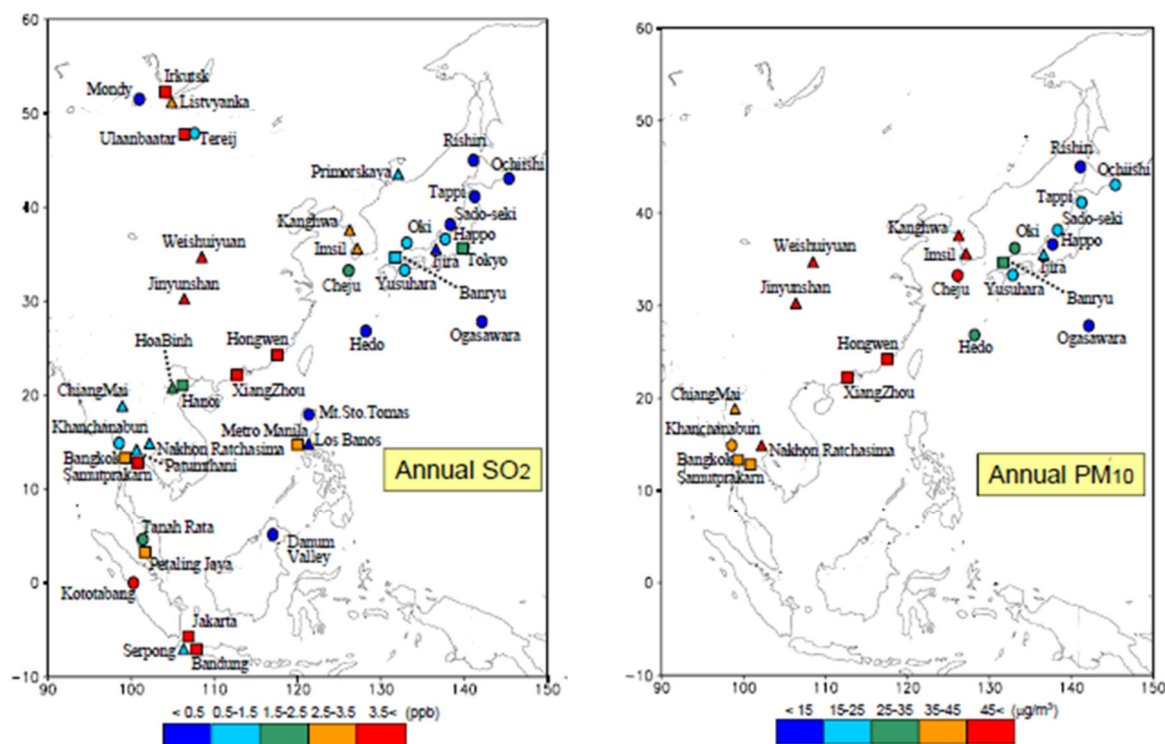 60
50
40
30
20
10
0
−10
90
100
110
120
130
140
150
Mondy
Irkutsk
Listvyanka
Ulaanbaatar
Tereij
Rishiri
Ochiishi
Primorskaya
Tappi
Kanghwa
Oki
Sado-seki
Happo
Weishuiyuan
Imsil
Ijira
Tokyo
Jinyunshan
Cheju
Yusuhara
Banryu
HoaBinh
Hongwen
Ogasawara
Hedo
Hanoi
XiangZhou
ChiangMai
Khanchanaburi
Mt.Sto.Tomas
Metro Manila
Los Banos
Nakhon Ratchasima
Bangkok
Patumthani
Samutprakarn
Annual SO2
Tanah Rata
Petaling Jaya
Danum
Valley
Kototabang
Jakarta
Serpong
Bandung
< 0.5 0.5-1.5 1.5-2.5 2.5-3.5 3.5< (ppb)
60
50
40
30
20
10
0
−10
90
100
110
120
130
140
150
Rishiri
Ochiishi
Tappi
Sado-seki
Kanghwa
Oki
Happo
Weishuiyuan
Imsil
Ijira
Jinyunshan
Cheju
Yusuhara
Banryu
Hongwen
Ogasawara
Hedo
XiangZhou
ChiangMai
Khanchanaburi
Nakhon Ratchasima
Bangkok
Samutprakarn
Annual PM10
< 15 15-25 25-35 35-45 45< (μg/m³)